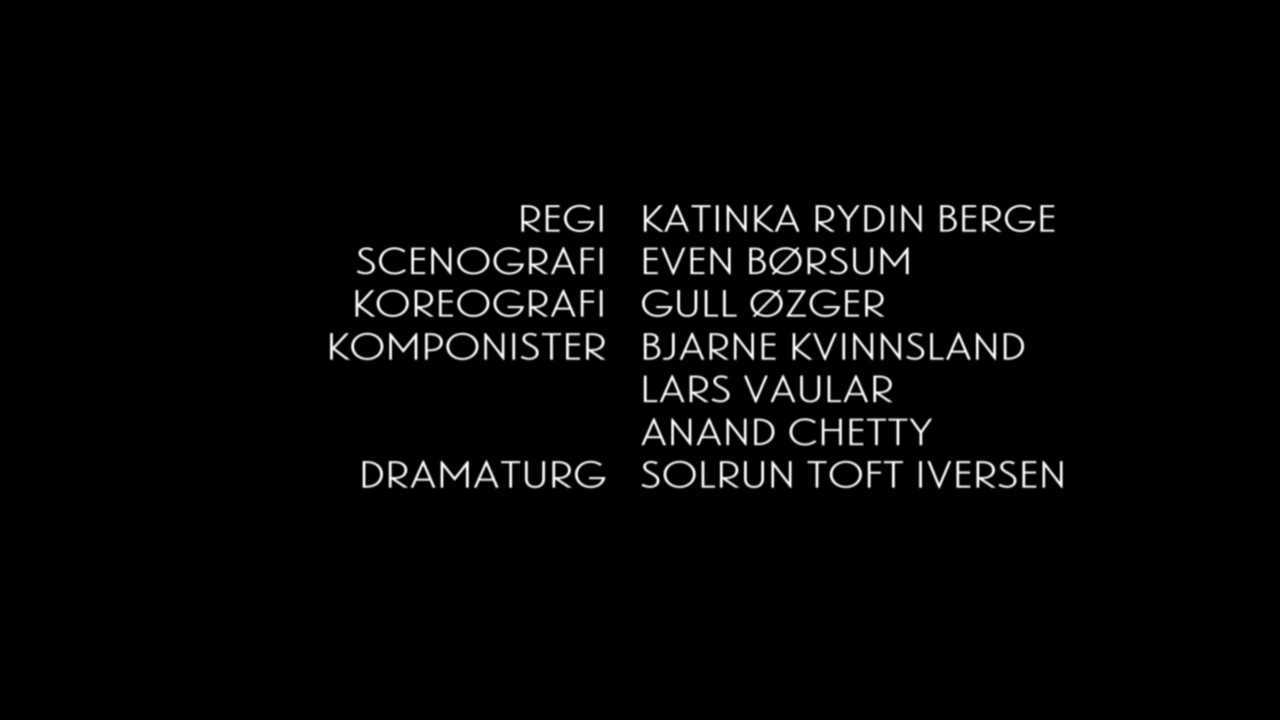 REGI KATINKA RYDIN BERGE
SCENOGRAFI EVEN BØRSUM
KOREOGRAFI GULL ØZGER
KOMPONISTER BJARNE KVINNSLAND
LARS VAULAR
ANAND CHETTY
DRAMATURG SOLRUN TOFT IVERSEN